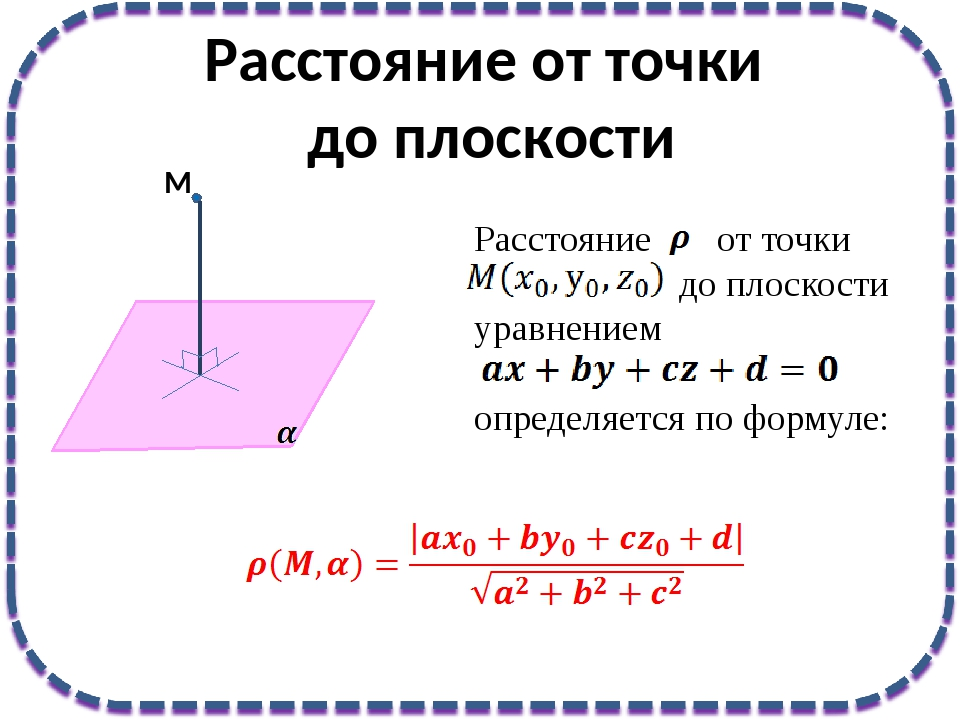 Расстояние от точки
до плоскости
М
Расстояние ρ от точки
M(x₀, y₀, z₀) до плоскости
уравнением
ax + by + cz + d = 0
определяется по формуле:
α
ρ(M, α) = |ax₀ + by₀ + cz₀ + d| / √(a² + b² + c²)